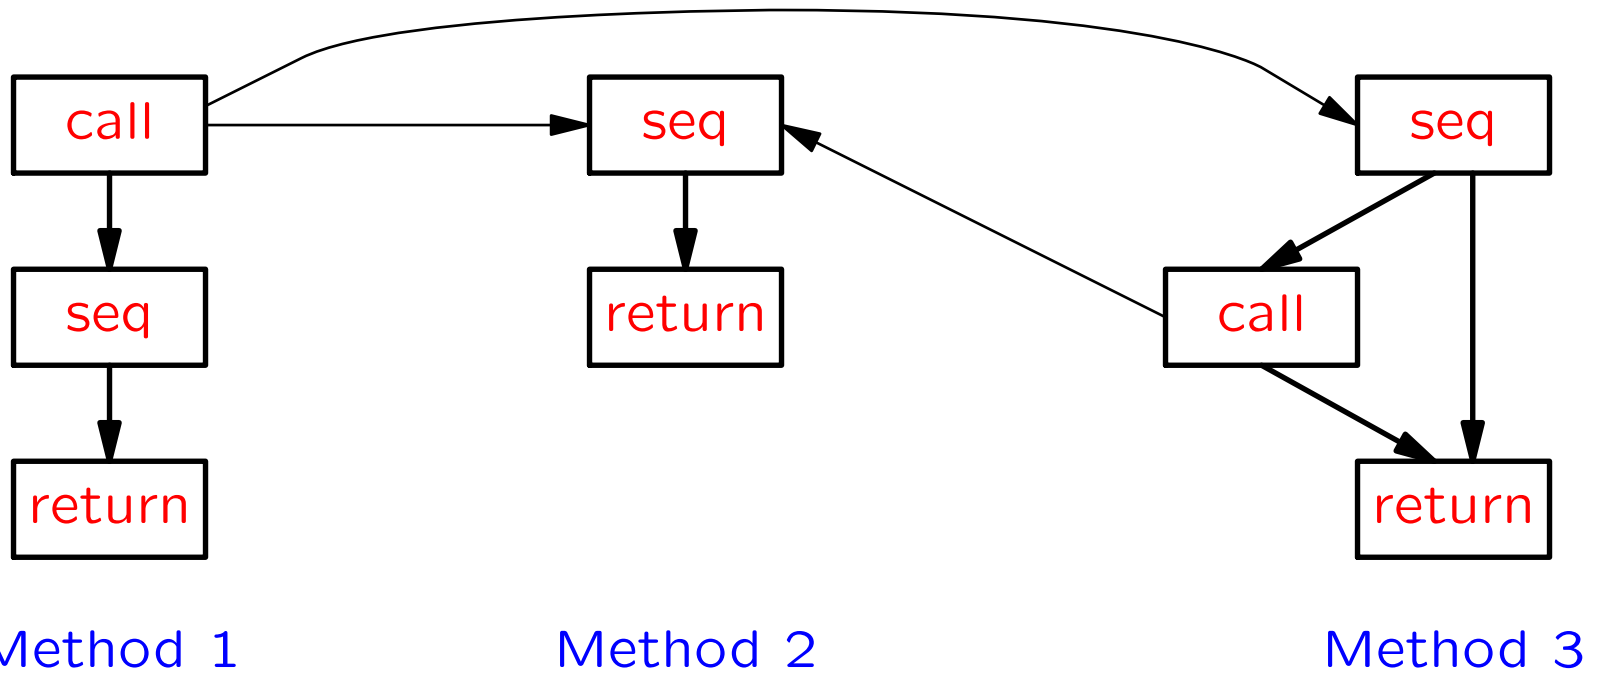 call
seq
seq
seq
return
call
return
return
Method 1
Method 2
Method 3